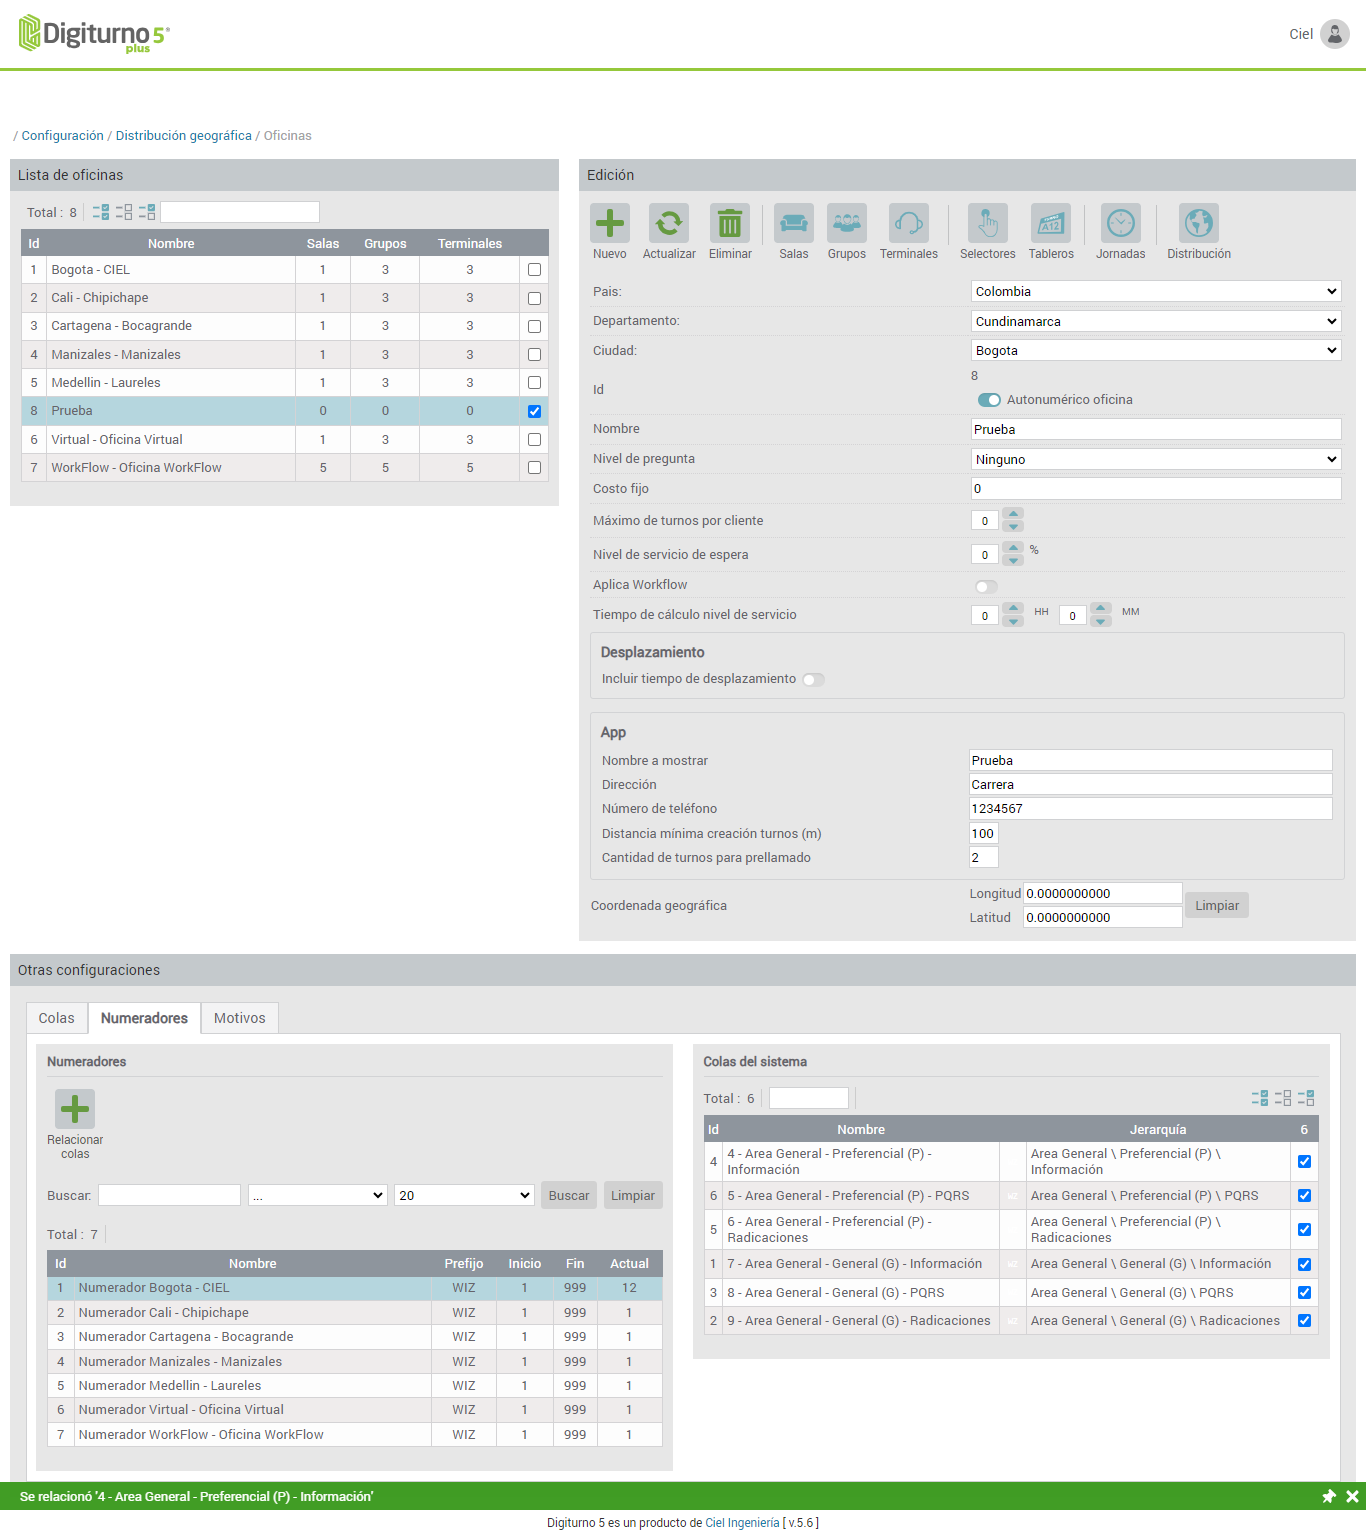 Digiturno 5®
plus
Ciel
/ Configuración / Distribución geográfica / Oficinas
Lista de oficinas
Total : 8
Id Nombre Salas Grupos Terminales
1 Bogota - CIEL 1 3 3
2 Cali - Chipichape 1 3 3
3 Cartagena - Bocagrande 1 3 3
4 Manizales - Manizales 1 3 3
5 Medellin - Laureles 1 3 3
8 Prueba 0 0 0
6 Virtual - Oficina Virtual 1 3 3
7 WorkFlow - Oficina WorkFlow 5 5 5
Edición
Nuevo Actualizar Eliminar Salas Grupos Terminales Selectores Tableros Jornadas Distribución
Pais: Colombia
Departamento: Cundinamarca
Ciudad: Bogota
Id 8
Autonumérico oficina
Nombre Prueba
Nivel de pregunta Ninguno
Costo fijo 0
Máximo de turnos por cliente 0
Nivel de servicio de espera 0 %
Aplica Workflow
Tiempo de cálculo nivel de servicio 0 HH 0 MM
Desplazamiento
Incluir tiempo de desplazamiento
App
Nombre a mostrar Prueba
Dirección Carrera
Número de teléfono 1234567
Distancia mínima creación turnos (m) 100
Cantidad de turnos para prellamado 2
Coordenada geográfica Longitud 0.0000000000 Limpiar
Latitud 0.0000000000
Otras configuraciones
Colas Numeradores Motivos
Numeradores
Relacionar
colas
Buscar: ... 20 Buscar Limpiar
Total : 7
Id Nombre Prefijo Inicio Fin Actual
1 Numerador Bogota - CIEL WIZ 1 999 12
2 Numerador Cali - Chipichape WIZ 1 999 1
3 Numerador Cartagena - Bocagrande WIZ 1 999 1
4 Numerador Manizales - Manizales WIZ 1 999 1
5 Numerador Medellin - Laureles WIZ 1 999 1
6 Numerador Virtual - Oficina Virtual WIZ 1 999 1
7 Numerador WorkFlow - Oficina WorkFlow WIZ 1 999 1
Colas del sistema
Total : 6
Id Nombre Jerarquía 6
4 4 - Area General - Preferencial (P) - Area General \ Preferencial (P) \
Información Información
6 5 - Area General - Preferencial (P) - PQRS Area General \ Preferencial (P) \ PQRS
5 6 - Area General - Preferencial (P) - Area General \ Preferencial (P) \
Radicaciones Radicaciones
1 7 - Area General - General (G) - Información Area General \ General (G) \ Información
3 8 - Area General - General (G) - PQRS Area General \ General (G) \ PQRS
2 9 - Area General - General (G) - Radicaciones Area General \ General (G) \ Radicaciones
Se relacionó '4 - Area General - Preferencial (P) - Información'
Digiturno 5 es un producto de Ciel Ingeniería [ v.5.6 ]